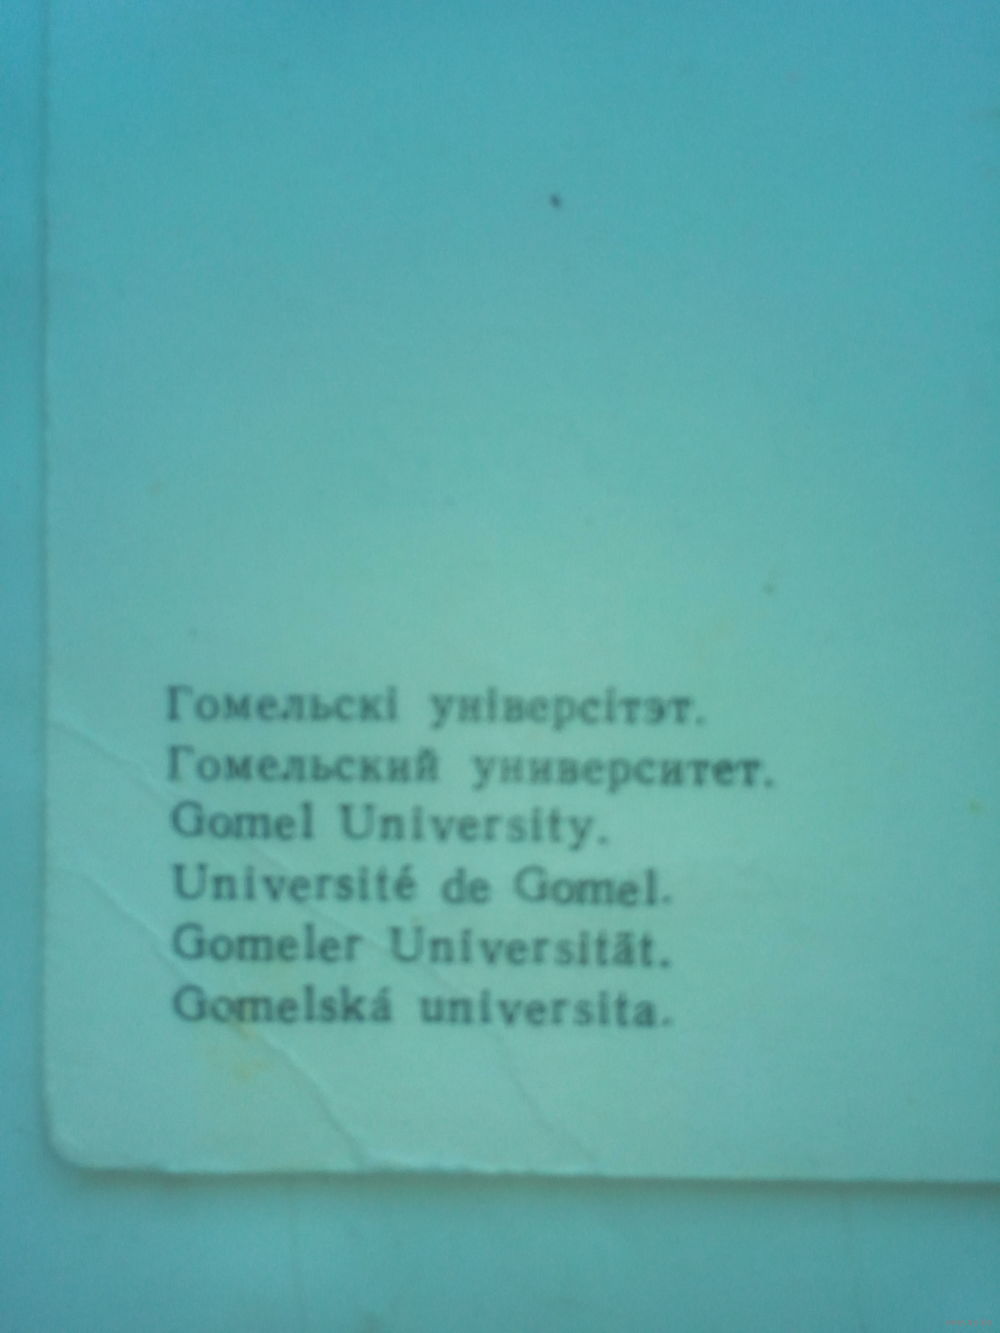 Гомельскі універсітэт.
Гомельский университет.
Gomel University.
Université de Gomel.
Gomeler Universität.
Gomelská universita.